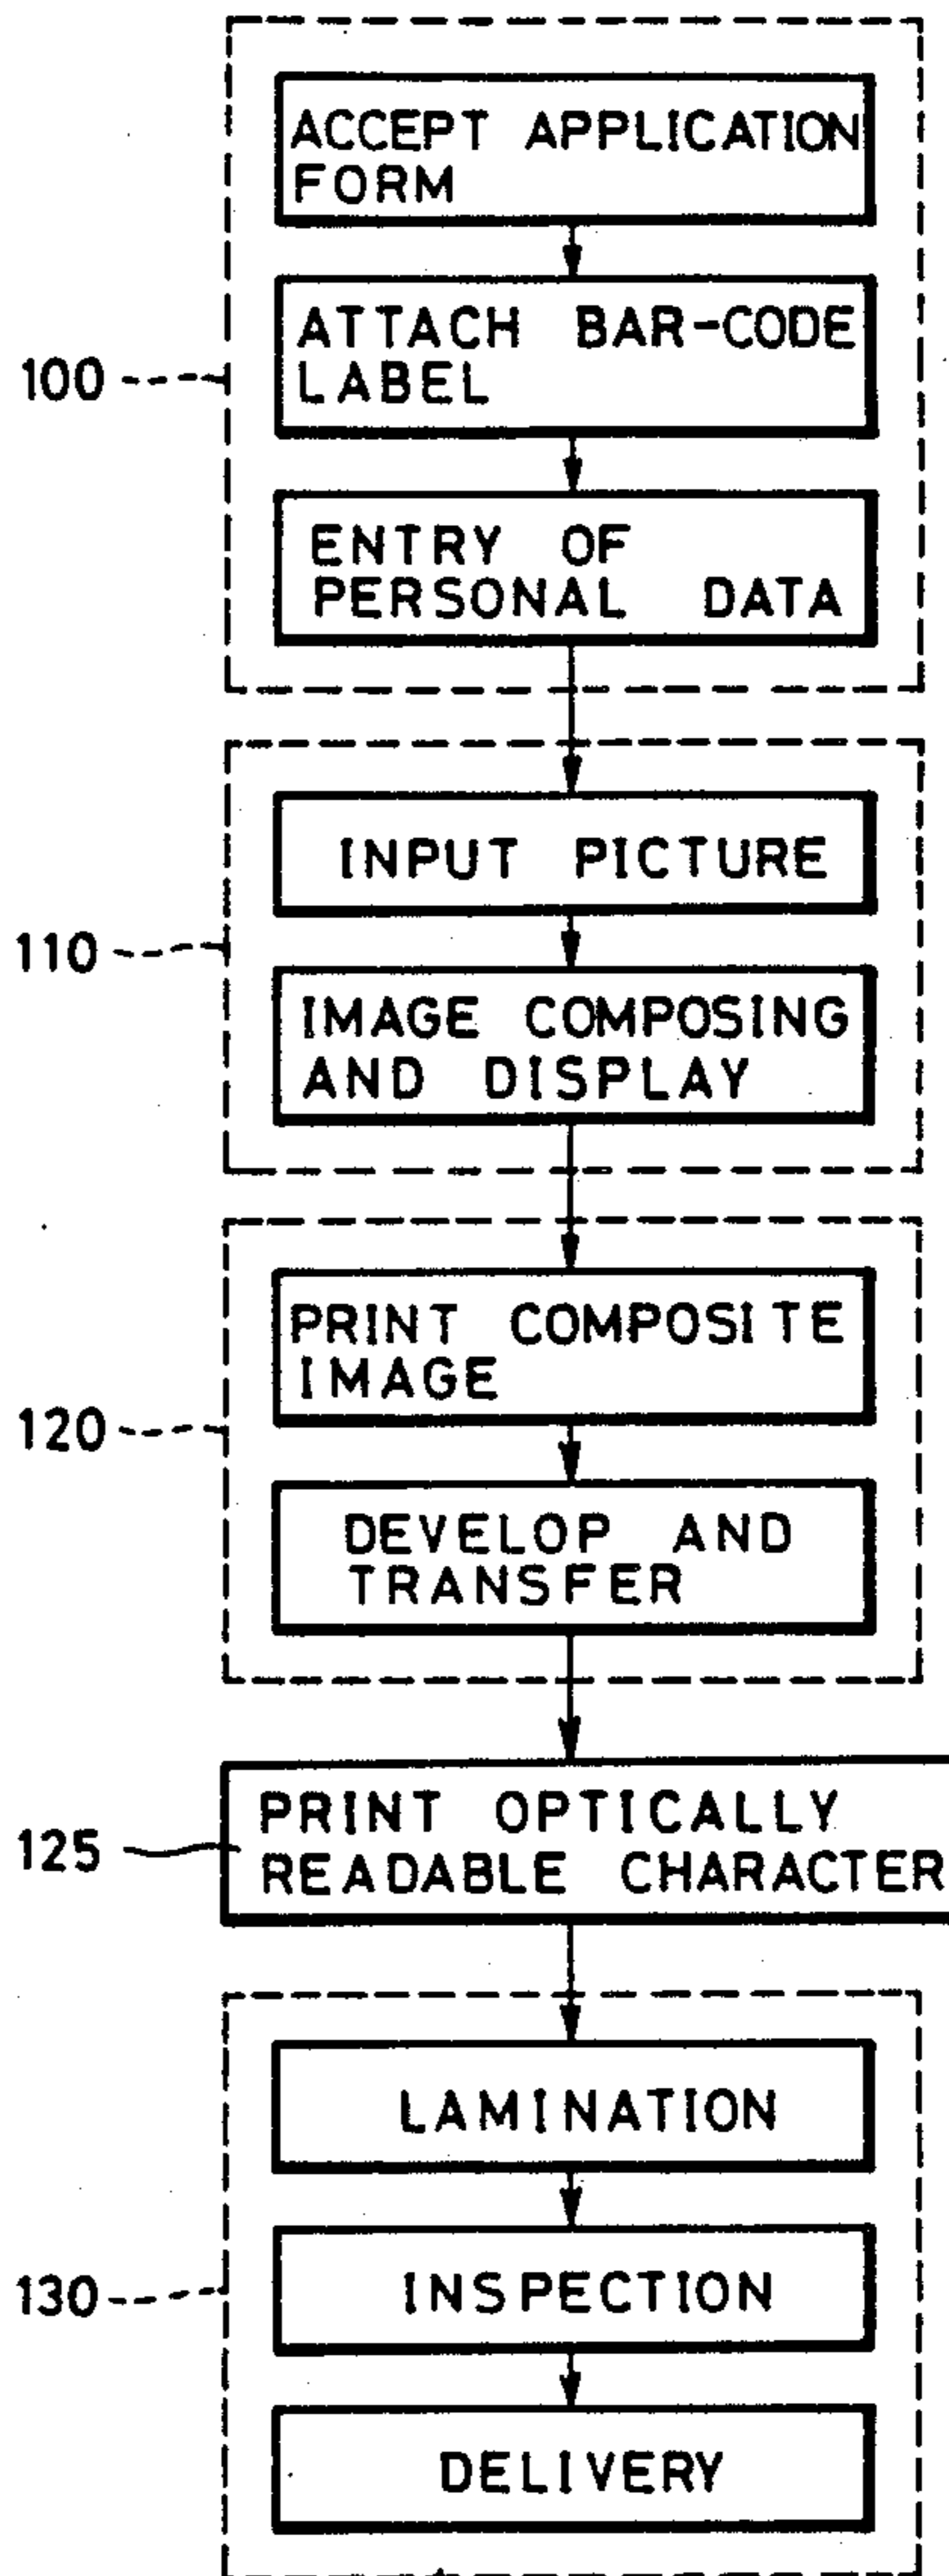 ACCEPT APPLICATION
FORM
ATTACH BAR-CODE
LABEL
100
ENTRY OF
PERSONAL DATA
INPUT PICTURE
110
IMAGE COMPOSING
AND DISPLAY
PRINT COMPOSITE
IMAGE
120
DEVELOP AND
TRANSFER
PRINT OPTICALLY
125
READABLE CHARACTER
LAMINATION
130
INSPECTION
DELIVERY